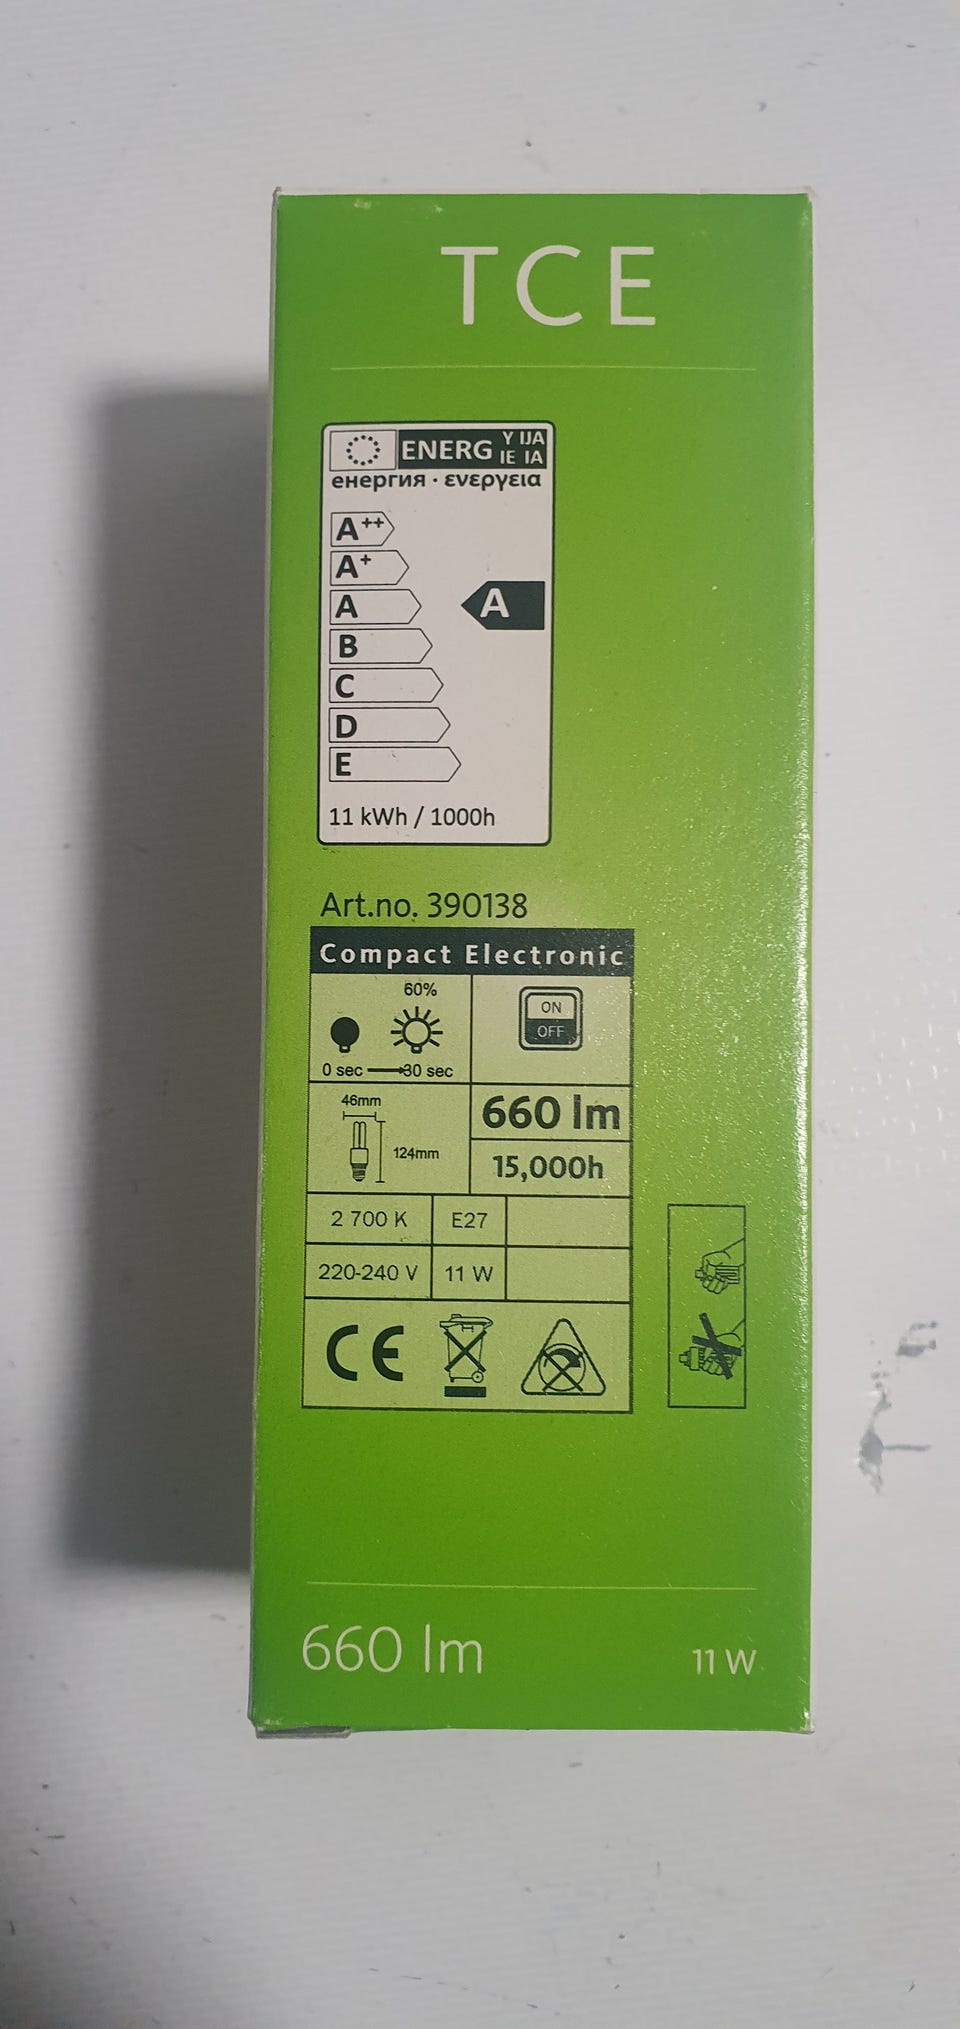 TCE
ENERG Y IJA
IE IA
енергия · ενεργεια
A++
A+
A
A
B
C
D
E
11 kWh / 1000h
Art.no. 390138
Compact Electronic
60%
0 sec 30 sec
ON
OFF
46mm
124mm
660 lm
15,000h
2 700 K E27
220-240 V 11 W
CE
660 lm 11 W